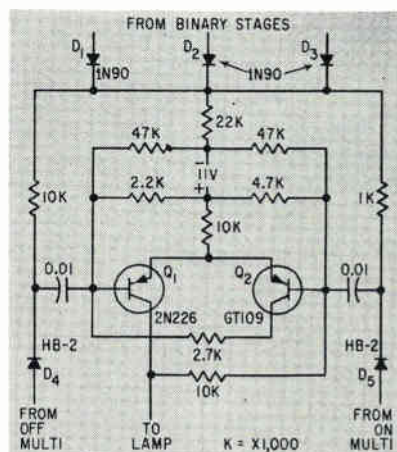 FROM BINARY STAGES
D1 D2 D3
1N90 1N90
22K
47K 47K
- 11V +
2.2K 4.7K
10K 10K 1K
0.01 Q1 Q2 0.01
2N226 GT109
HB-2 HB-2
2.7K
D4 D5
10K
FROM OFF MULTI
TO LAMP
K = X1,000
FROM ON MULTI